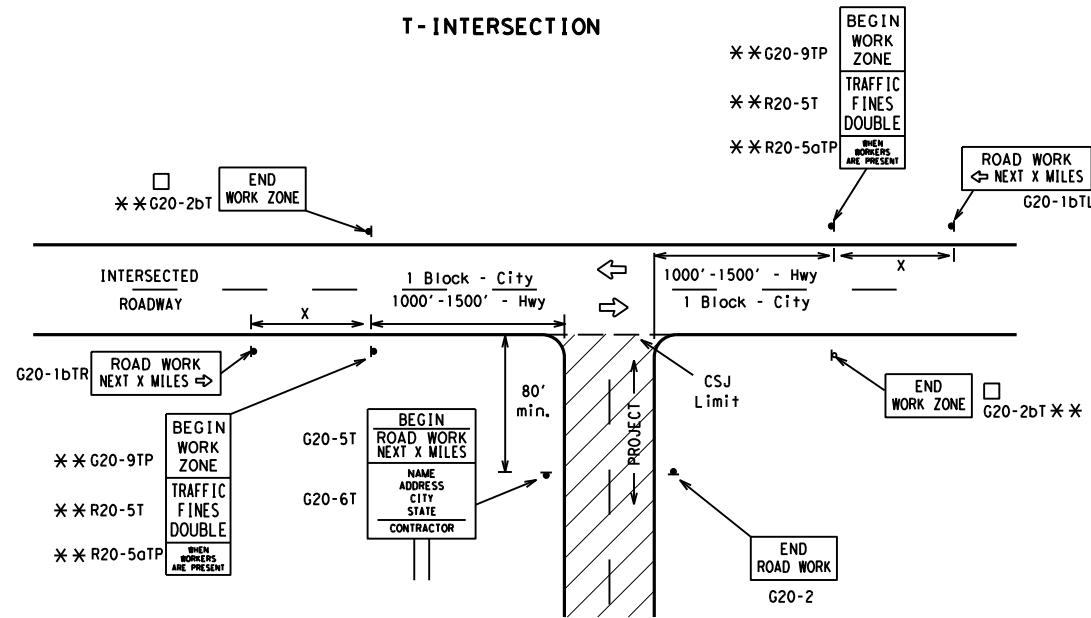 T-INTERSECTION
BEGIN
WORK
ZONE
TRAFFIC
FINES
DOUBLE
WHEN
WORKERS
ARE PRESENT
✳✳G20-9TP
✳✳R20-5T
✳✳R20-5aTP
ROAD WORK
⇦ NEXT X MILES
G20-1bTL
END
WORK ZONE
□
✳✳G20-2bT
INTERSECTED
ROADWAY
1 Block - City
1000'-1500' - Hwy
X
1000'-1500' - Hwy
1 Block - City
X
G20-1bTR
ROAD WORK
NEXT X MILES ⇨
80'
min.
CSJ
Limit
PROJECT
END
WORK ZONE
□
G20-2bT ✳✳
BEGIN
WORK
ZONE
TRAFFIC
FINES
DOUBLE
WHEN
WORKERS
ARE PRESENT
✳✳G20-9TP
✳✳R20-5T
✳✳R20-5aTP
G20-5T
G20-6T
BEGIN
ROAD WORK
NEXT X MILES
NAME
ADDRESS
CITY
STATE
CONTRACTOR
END
ROAD WORK
G20-2